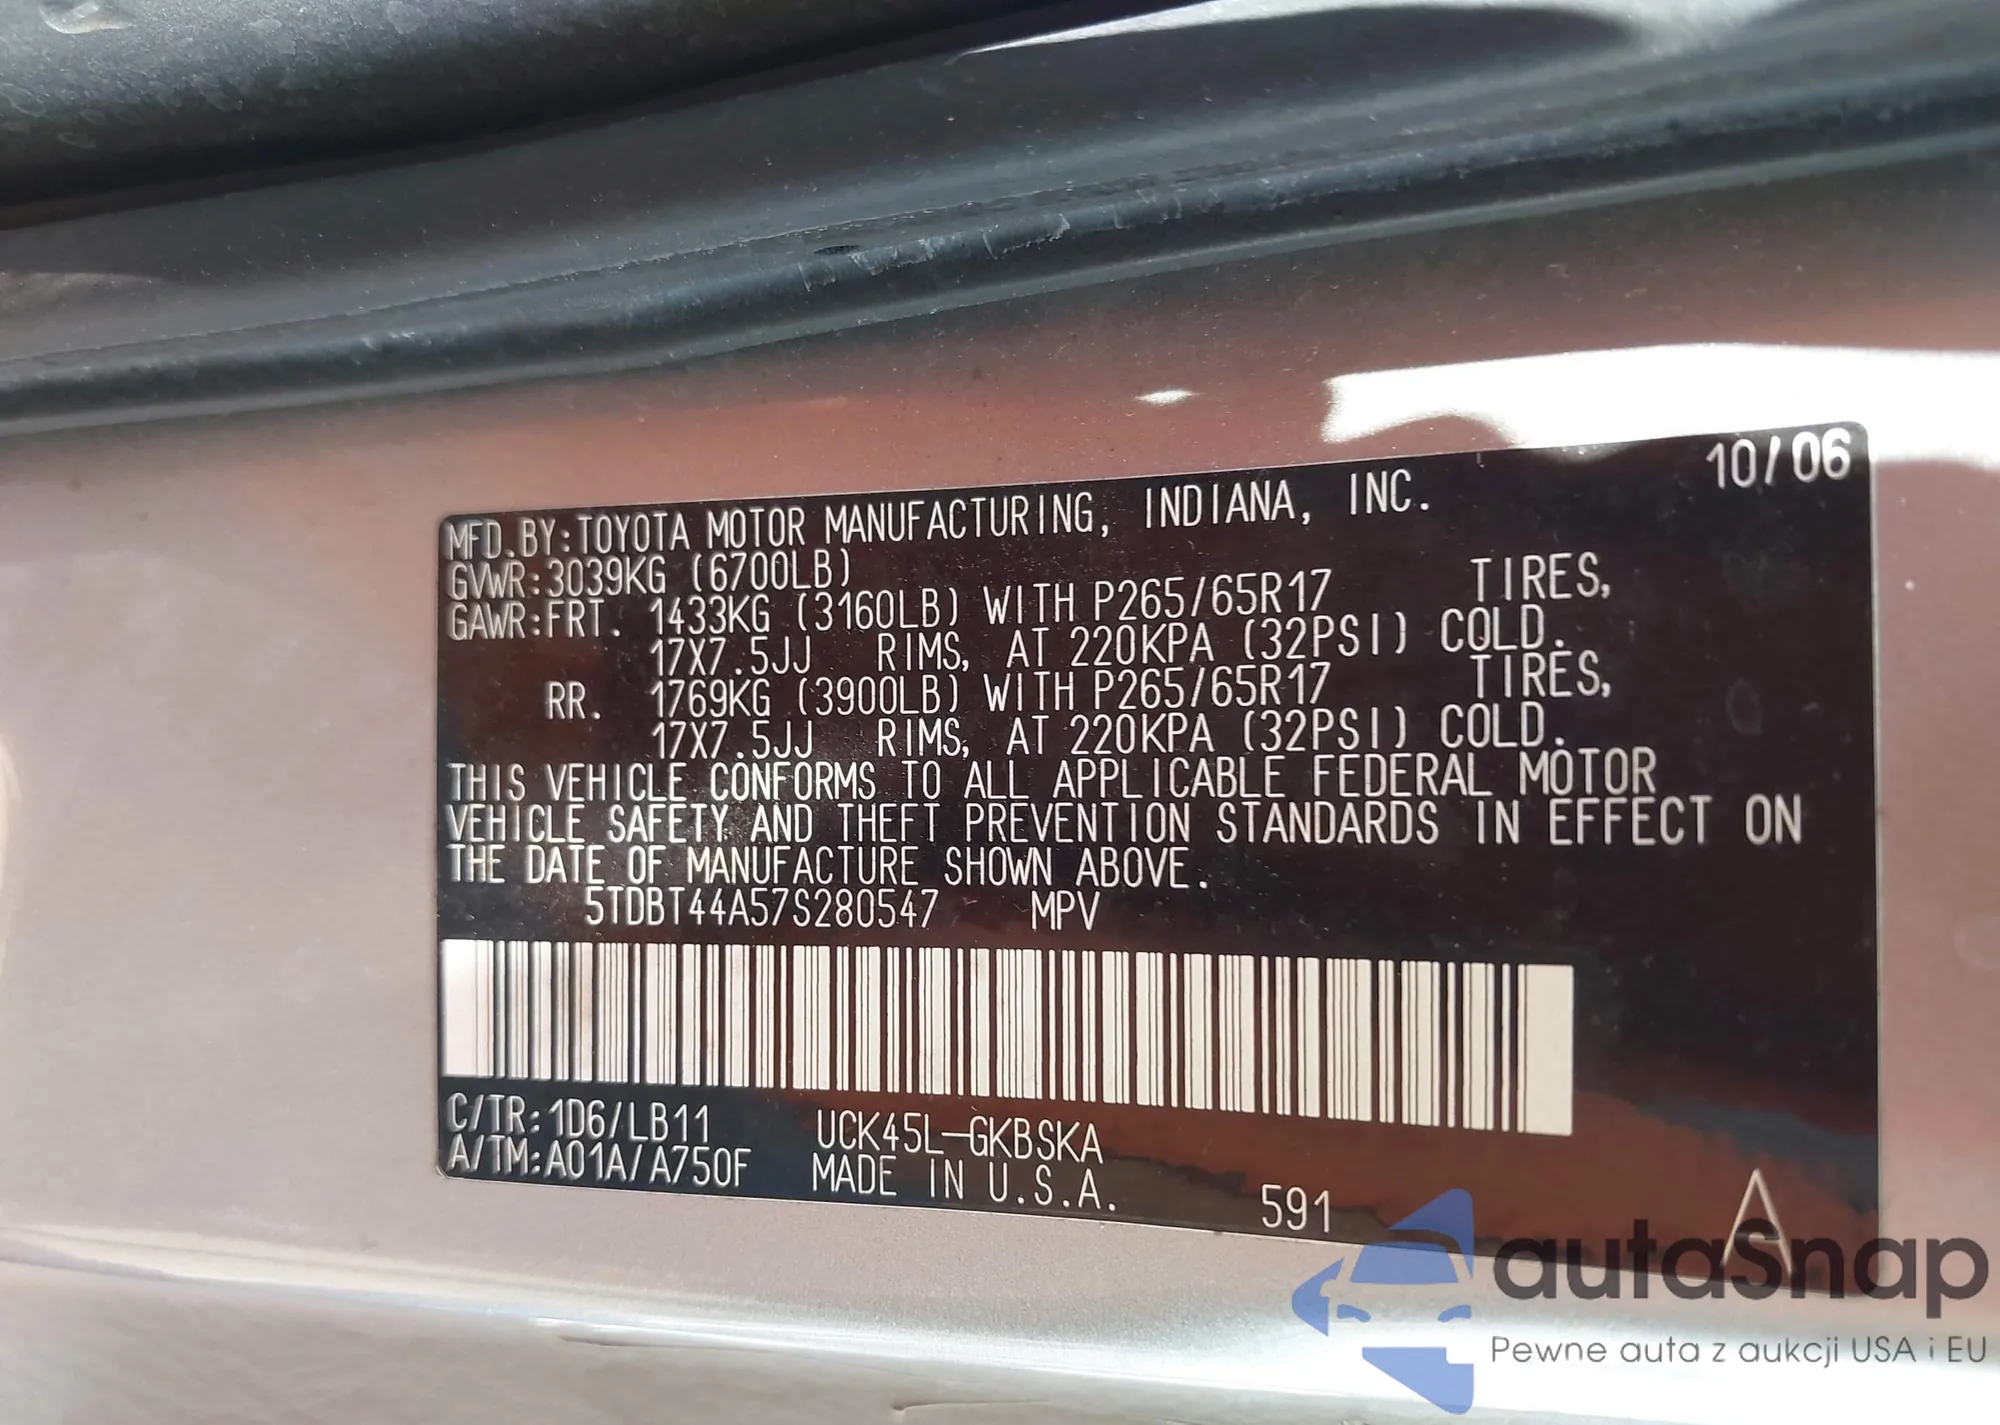 10/06
MFD.BY:TOYOTA MOTOR MANUFACTURING, INDIANA, INC.
GVWR:3039KG (6700LB)
GAWR:FRT. 1433KG (3160LB) WITH P265/65R17 TIRES,
17X7.5JJ RIMS, AT 220KPA (32PSI) COLD.
RR. 1769KG (3900LB) WITH P265/65R17 TIRES,
17X7.5JJ RIMS, AT 220KPA (32PSI) COLD.
THIS VEHICLE CONFORMS TO ALL APPLICABLE FEDERAL MOTOR
VEHICLE SAFETY AND THEFT PREVENTION STANDARDS IN EFFECT ON
THE DATE OF MANUFACTURE SHOWN ABOVE.
5TDBT44A57S280547 MPV
C/TR:1D6/LB11 UCK45L-GKBSKA
A/TM:A01A/A750F MADE IN U.S.A.
591 A
autosnap
Pewne auta z aukcji USA i EU